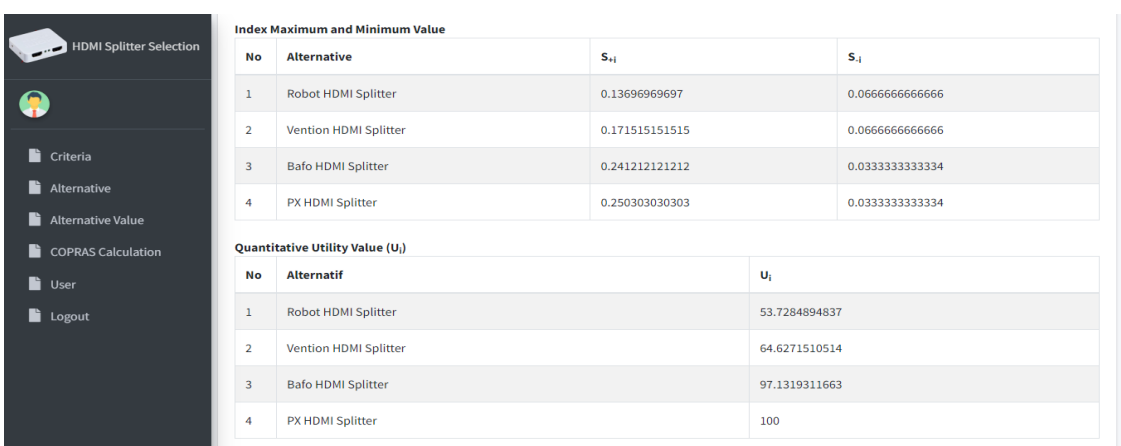 HDMI Splitter Selection
Criteria
Alternative
Alternative Value
COPRAS Calculation
User
Logout
Index Maximum and Minimum Value
No Alternative S+i S-i
1 Robot HDMI Splitter 0.13696969697 0.0666666666666
2 Vention HDMI Splitter 0.171515151515 0.0666666666666
3 Bafo HDMI Splitter 0.241212121212 0.0333333333334
4 PX HDMI Splitter 0.250303030303 0.0333333333334
Quantitative Utility Value (Ui)
No Alternatif Ui
1 Robot HDMI Splitter 53.7284894837
2 Vention HDMI Splitter 64.6271510514
3 Bafo HDMI Splitter 97.1319311663
4 PX HDMI Splitter 100